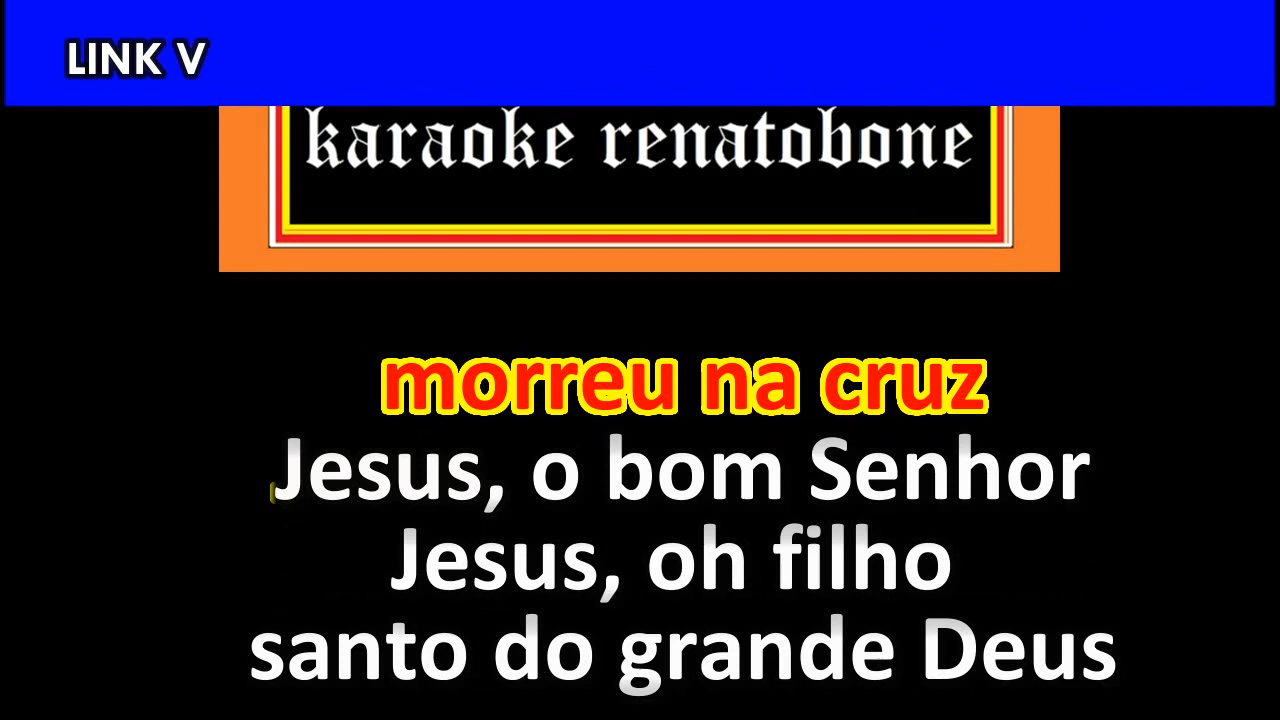 LINK V
karaoke renatobone
morreu na cruz
Jesus, o bom Senhor
Jesus, oh filho
santo do grande Deus